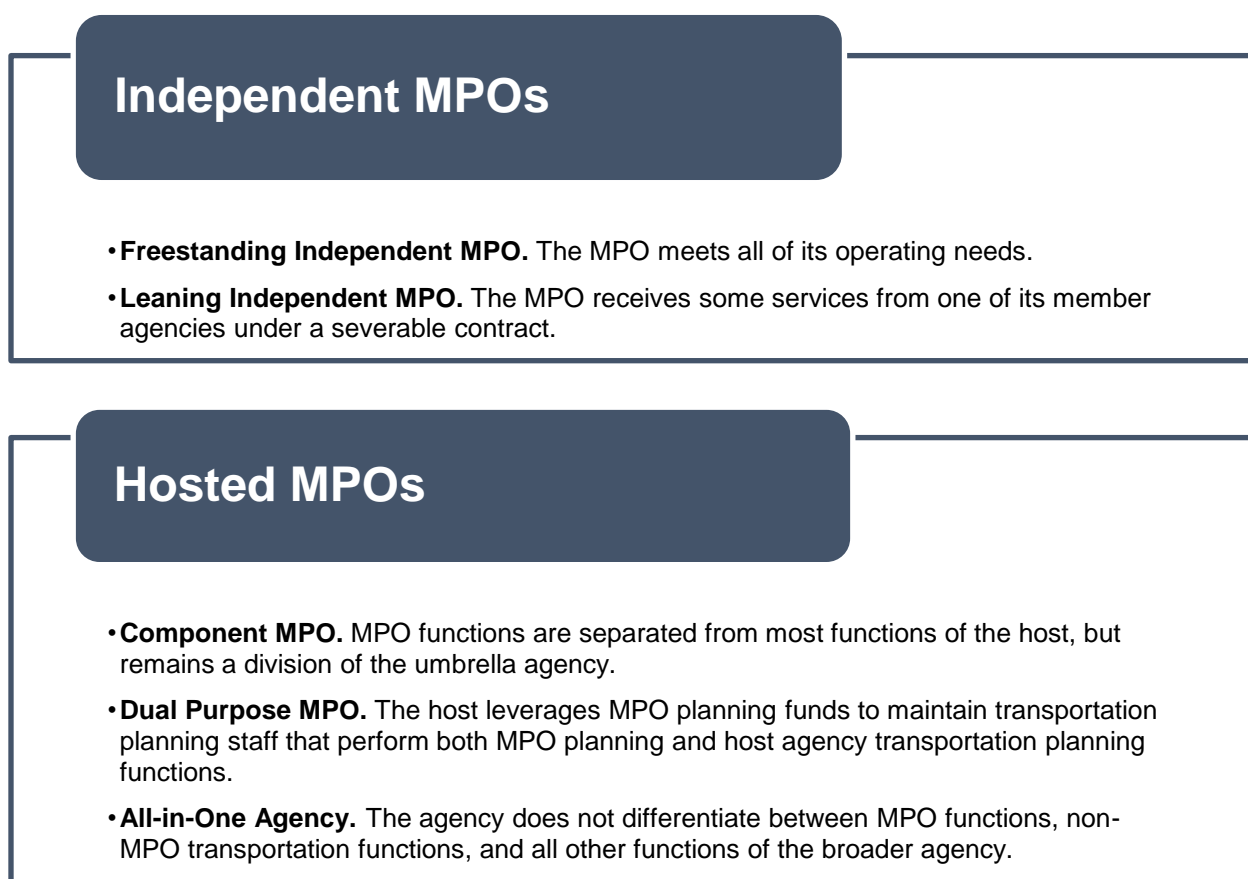 Independent MPOs
•Freestanding Independent MPO. The MPO meets all of its operating needs.
•Leaning Independent MPO. The MPO receives some services from one of its member
agencies under a severable contract.
Hosted MPOs
•Component MPO. MPO functions are separated from most functions of the host, but
remains a division of the umbrella agency.
•Dual Purpose MPO. The host leverages MPO planning funds to maintain transportation
planning staff that perform both MPO planning and host agency transportation planning
functions.
•All-in-One Agency. The agency does not differentiate between MPO functions, non-
MPO transportation functions, and all other functions of the broader agency.